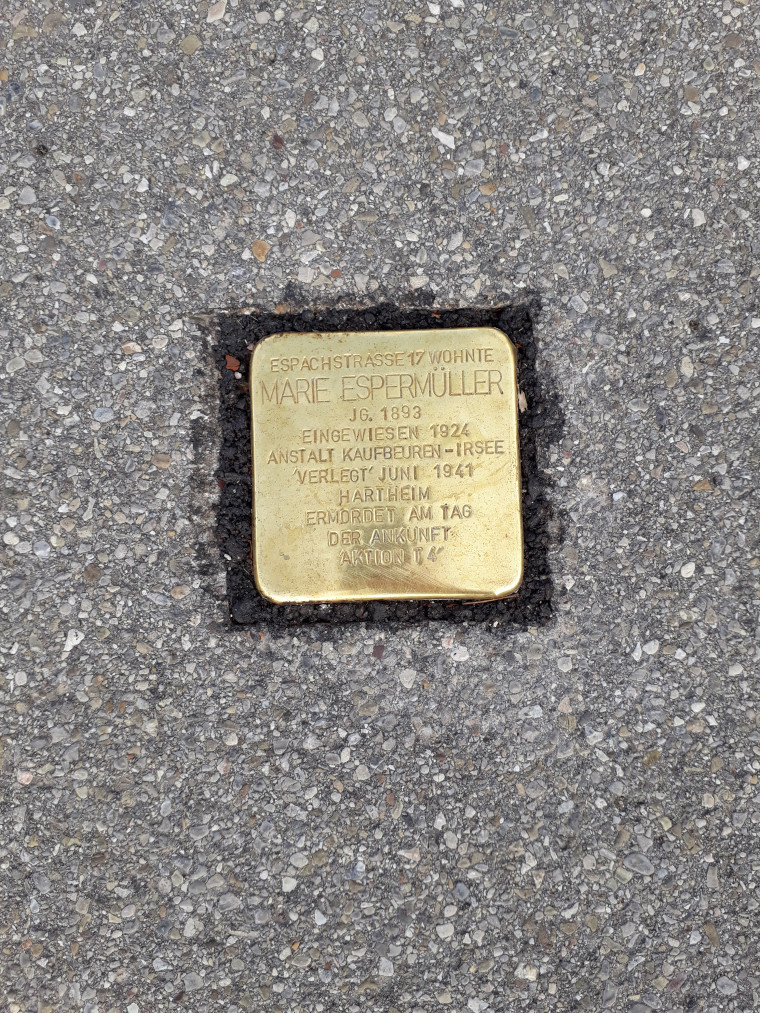 ESPACHSTRASSE 17 WOHNTE
MARIE ESPERMÜLLER
JG. 1893
EINGEWIESEN 1924
ANSTALT KAUFBEUREN-IRSEE
'VERLEGT' JUNI 1941
HARTHEIM
ERMORDET AM TAG
DER ANKUNFT
'AKTION T4'